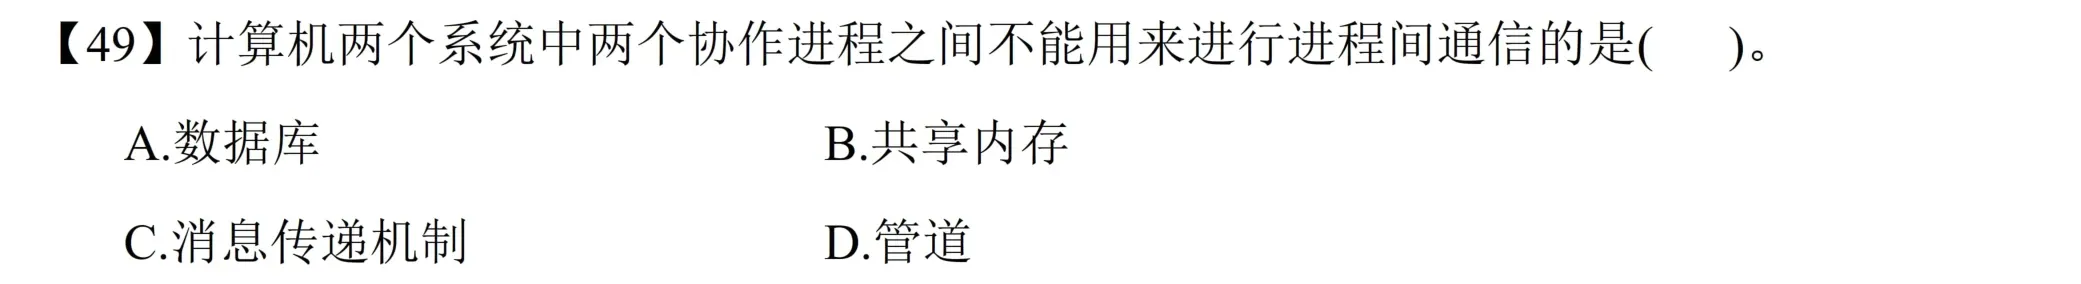 【49】计算机两个系统中两个协作进程之间不能用来进行进程间通信的是(    )。
A.数据库    B.共享内存
C.消息传递机制    D.管道